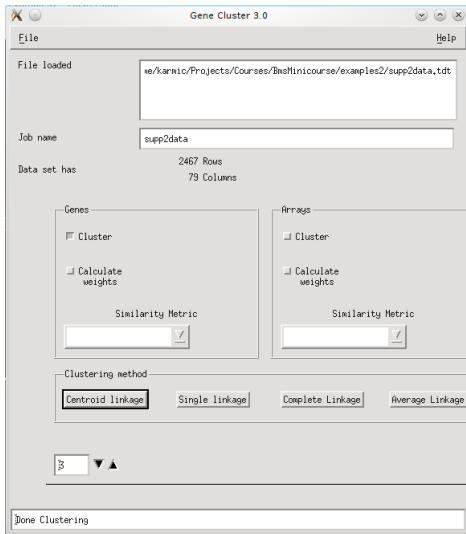 Gene Cluster 3.0
File Help
File loaded
me/karmic/Projects/Courses/BmsMinicourse/examples2/supp2data.tdt
Job name
supp2data
Data set has
2467 Rows
79 Columns
Genes
Arrays
Cluster
Cluster
Calculate
weights
Calculate
weights
Similarity Metric
Similarity Metric
Clustering method
Centroid linkage Single linkage Complete Linkage Average Linkage
3
Done Clustering